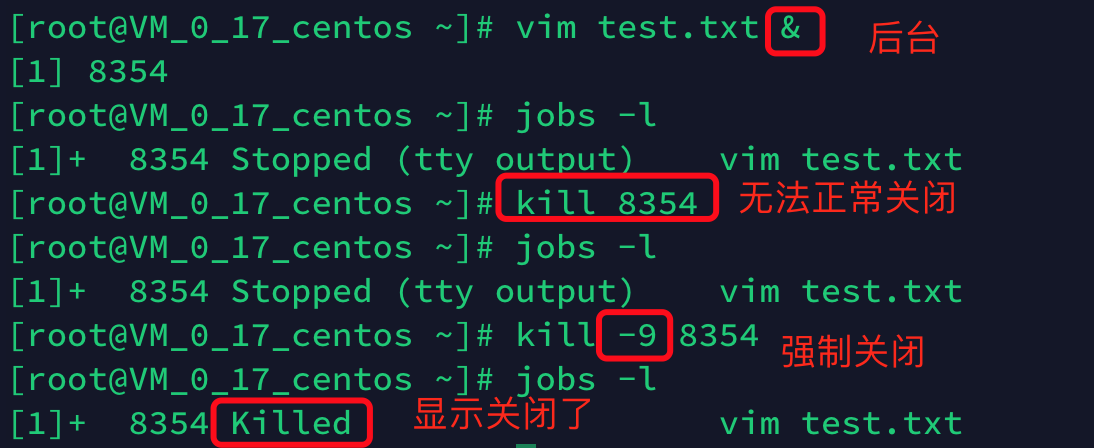 [root@VM_0_17_centos ~]# vim test.txt & 后台
[1] 8354
[root@VM_0_17_centos ~]# jobs -l
[1]+  8354 Stopped (tty output)    vim test.txt
[root@VM_0_17_centos ~]# kill 8354 无法正常关闭
[root@VM_0_17_centos ~]# jobs -l
[1]+  8354 Stopped (tty output)    vim test.txt
[root@VM_0_17_centos ~]# kill -9 8354 强制关闭
[root@VM_0_17_centos ~]# jobs -l
[1]+  8354 Killed 显示关闭了 vim test.txt